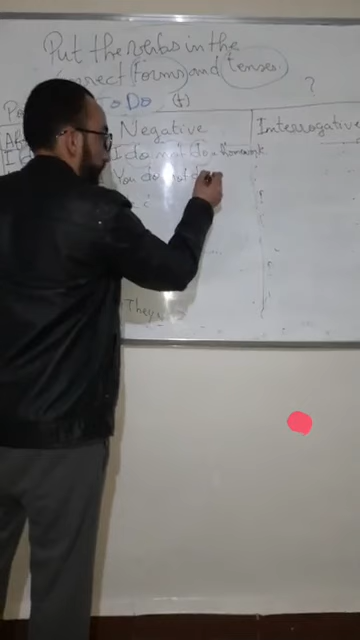 Put the verbs in the
correct forms and tenses
?
To Do (t)
Negative Interrogative
I do not do homework
You do not do
They